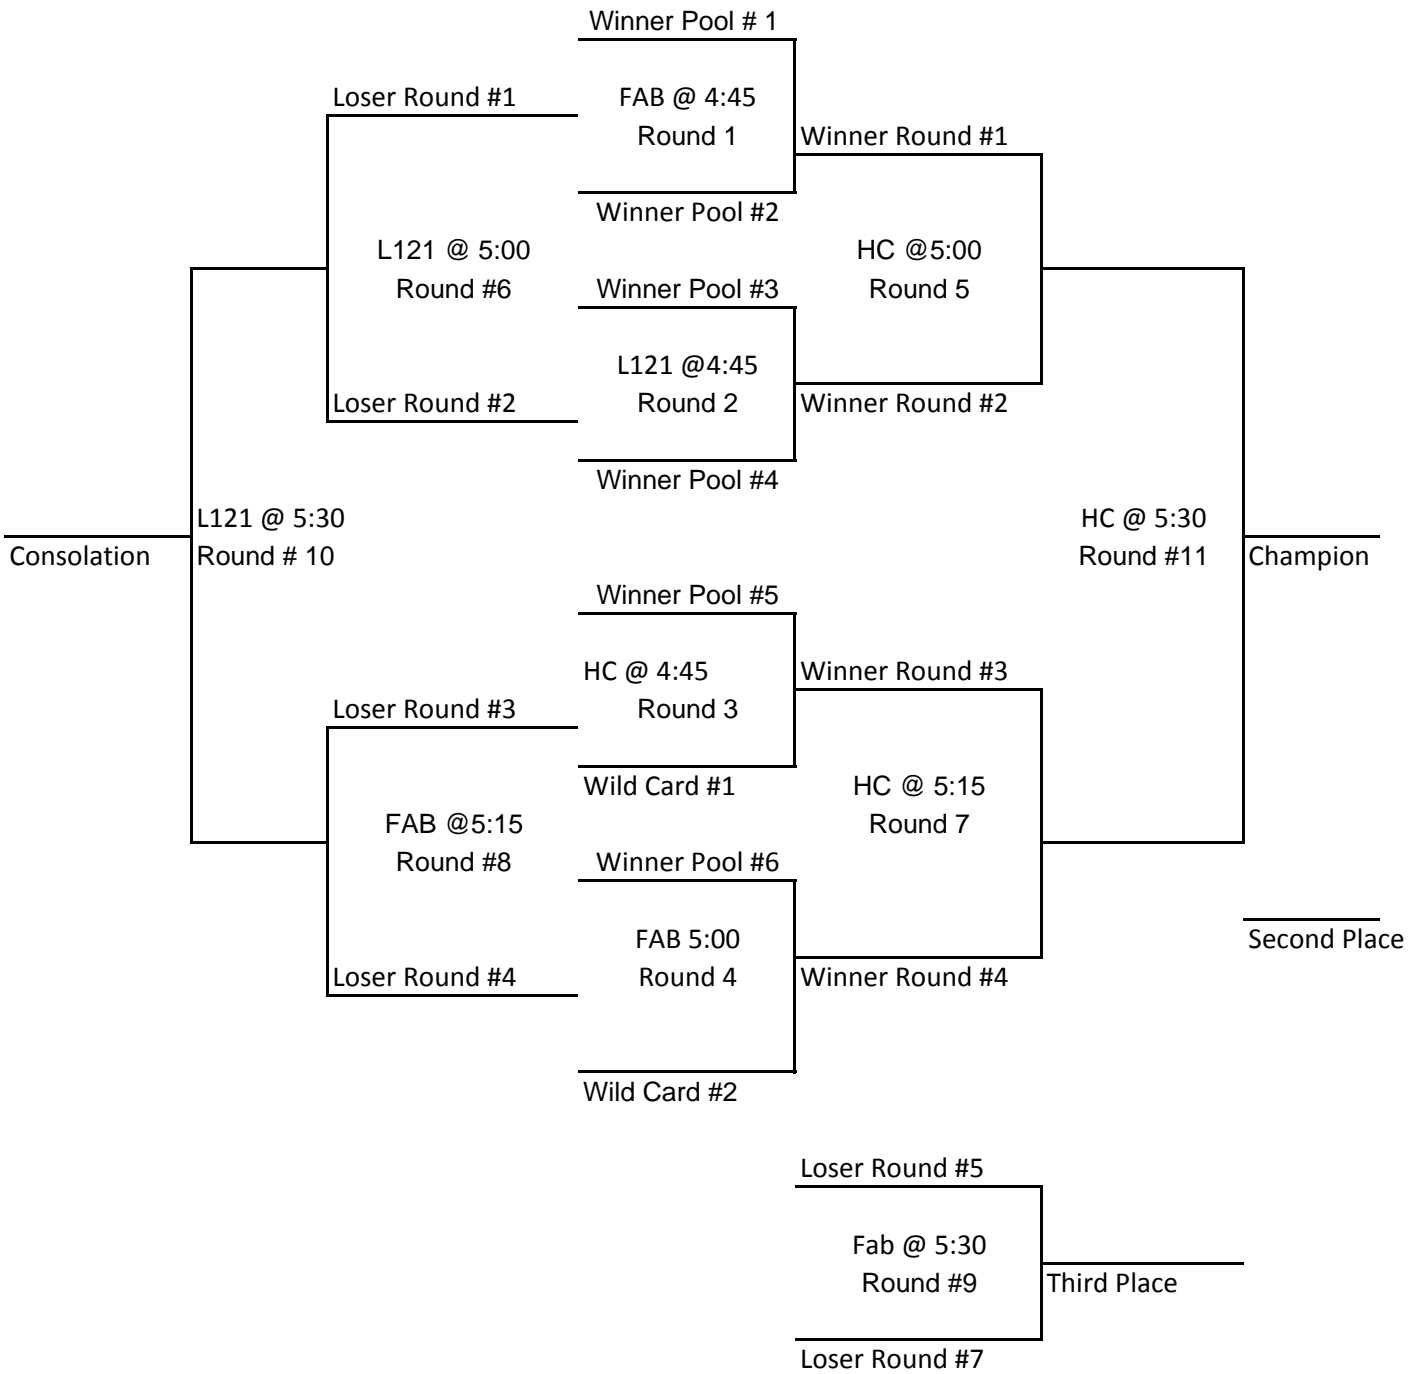 Winner Pool # 1
Loser Round #1
FAB @ 4:45
Round 1
Winner Round #1
Winner Pool #2
L121 @ 5:00
Round #6
HC @5:00
Round 5
Winner Pool #3
L121 @4:45
Round 2
Loser Round #2
Winner Round #2
Winner Pool #4
L121 @ 5:30
Round # 10
Consolation
HC @ 5:30
Round #11
Champion
Winner Pool #5
HC @ 4:45
Round 3
Winner Round #3
Loser Round #3
Wild Card #1
HC @ 5:15
Round 7
FAB @5:15
Round #8
Winner Pool #6
FAB 5:00
Round 4
Second Place
Loser Round #4
Winner Round #4
Wild Card #2
Loser Round #5
Fab @ 5:30
Round #9
Third Place
Loser Round #7